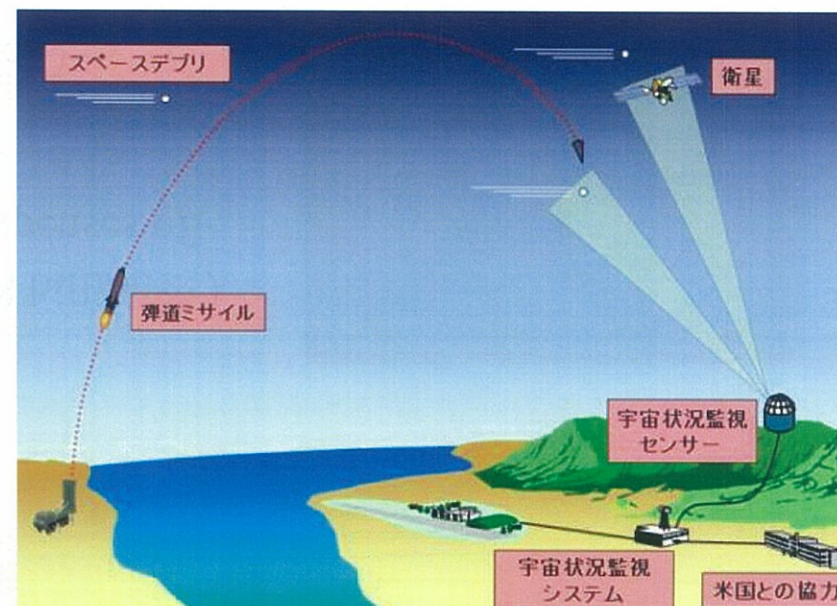 スペースデブリ
衛星
弾道ミサイル
宇宙状況監視
センサー
宇宙状況監視
システム
米国との協力